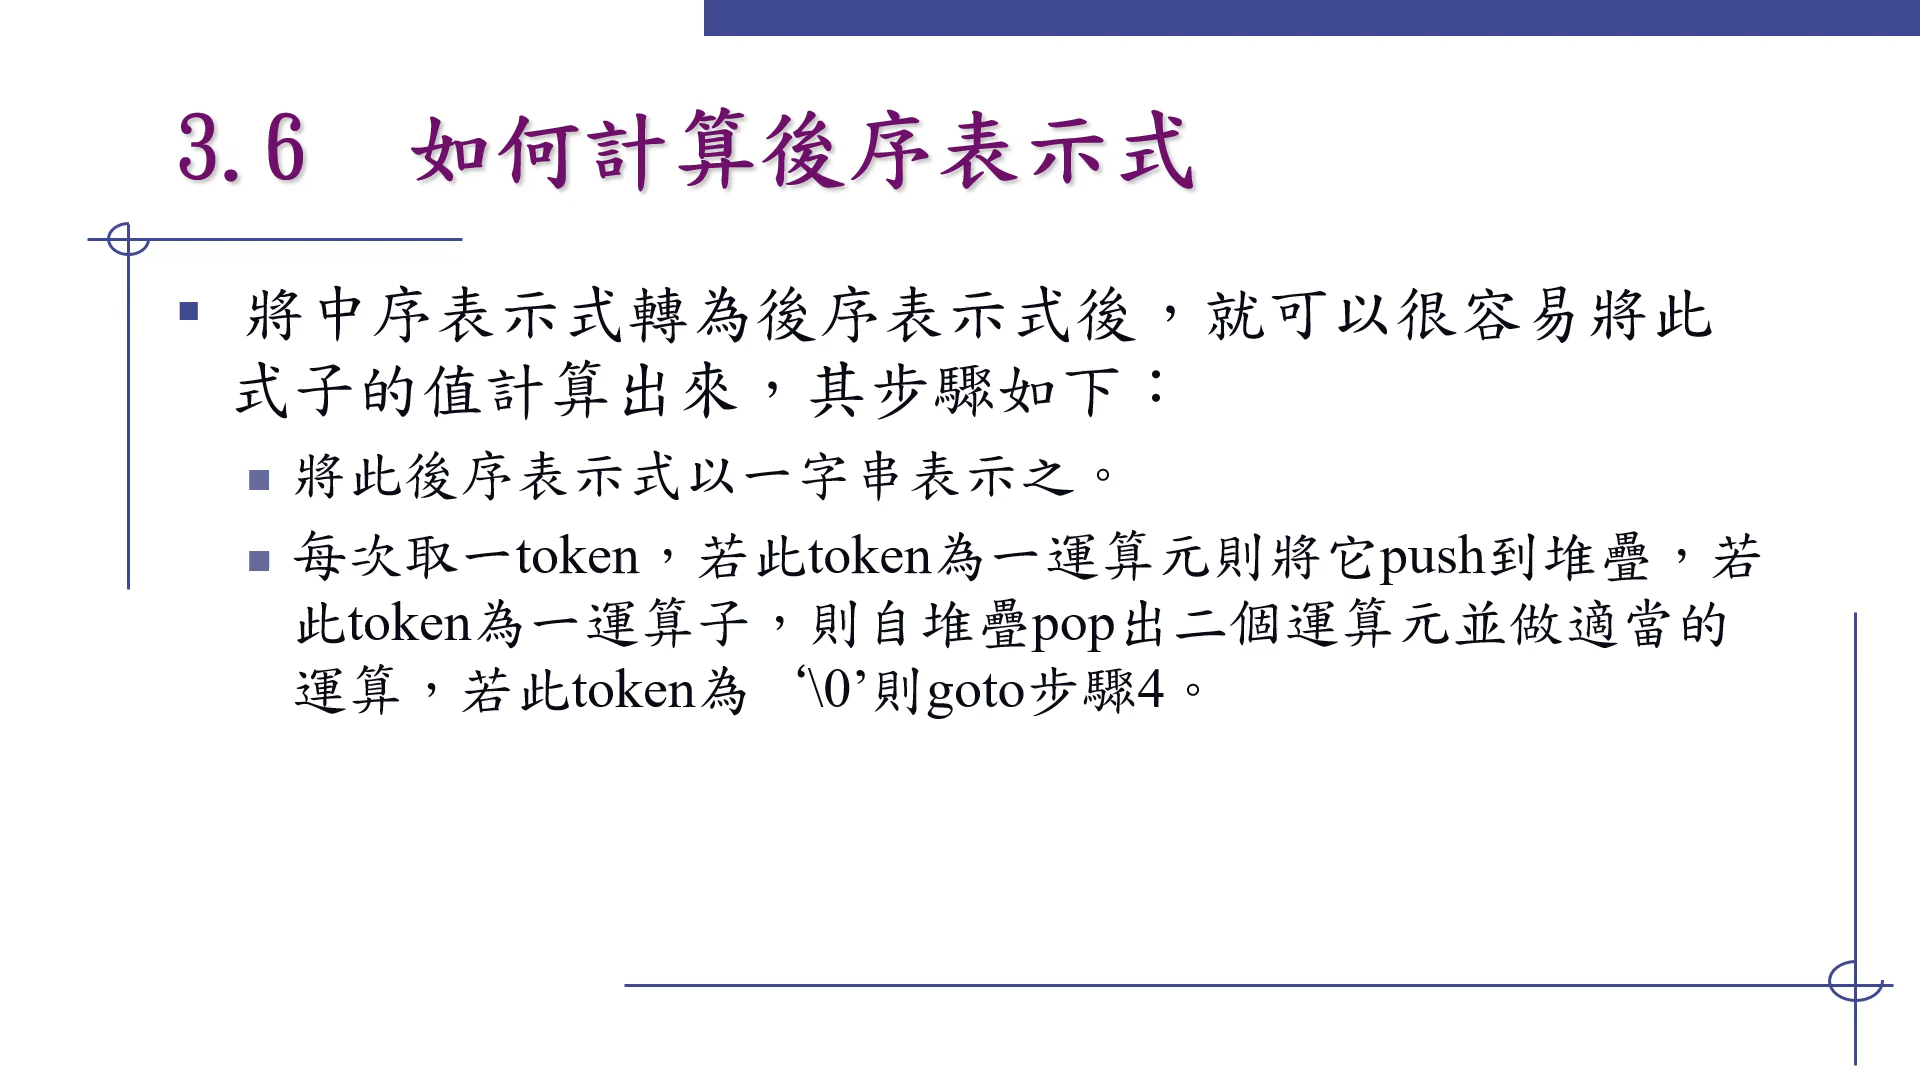 3.6 如何計算後序表示式
將中序表示式轉為後序表示式後，就可以很容易將此
式子的值計算出來，其步驟如下：
將此後序表示式以一字串表示之。
每次取一token，若此token為一運算元則將它push到堆疊，若
此token為一運算子，則自堆疊pop出二個運算元並做適當的
運算，若此token為‘\0’則goto步驟4。